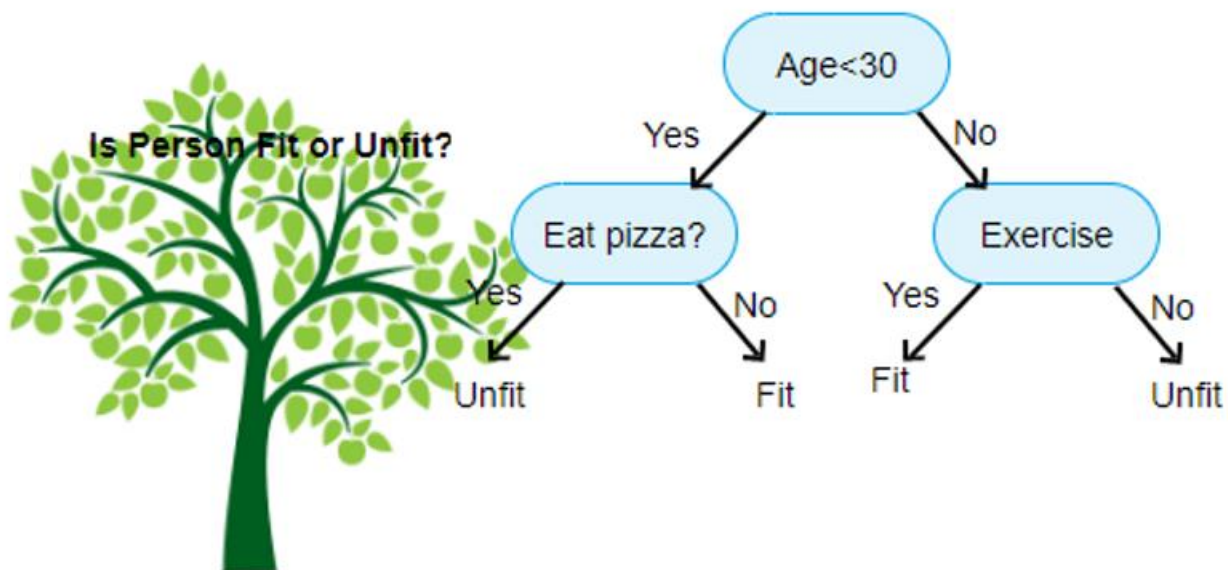 Age<30
Is Person Fit or Unfit?
Yes
No
Eat pizza?
Exercise
Yes
No
Yes
No
Unfit
Fit
Fit
Unfit